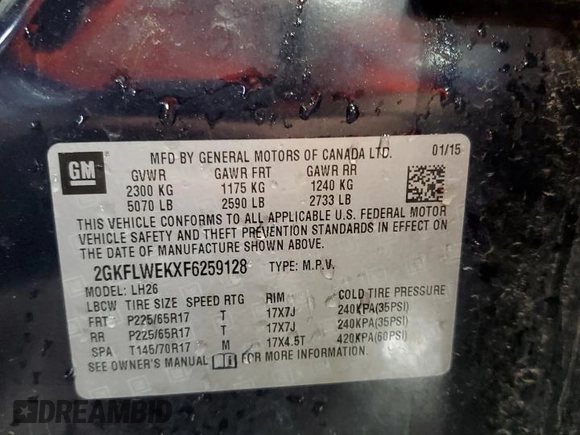 GM
MFD BY GENERAL MOTORS OF CANADA LTD. 01/15
GVWR GAWR FRT GAWR RR
2300 KG 1175 KG 1240 KG
5070 LB 2590 LB 2733 LB
THIS VEHICLE CONFORMS TO ALL APPLICABLE U.S. FEDERAL MOTOR
VEHICLE SAFETY AND THEFT PREVENTION STANDARDS IN EFFECT ON
THE DATE OF MANUFACTURE SHOWN ABOVE.
2GKFLWEKXF6259128 TYPE: M.P.V.
MODEL: LH26
LBCW TIRE SIZE SPEED RTG RIM COLD TIRE PRESSURE
FRT P225/65R17 T 17X7J 240KPA(35PSI)
RR P225/65R17 T 17X7J 240KPA(35PSI)
SPA T145/70R17 M 17X4.5T 420KPA(60PSI)
SEE OWNER'S MANUAL FOR MORE INFORMATION.
DREAMBID